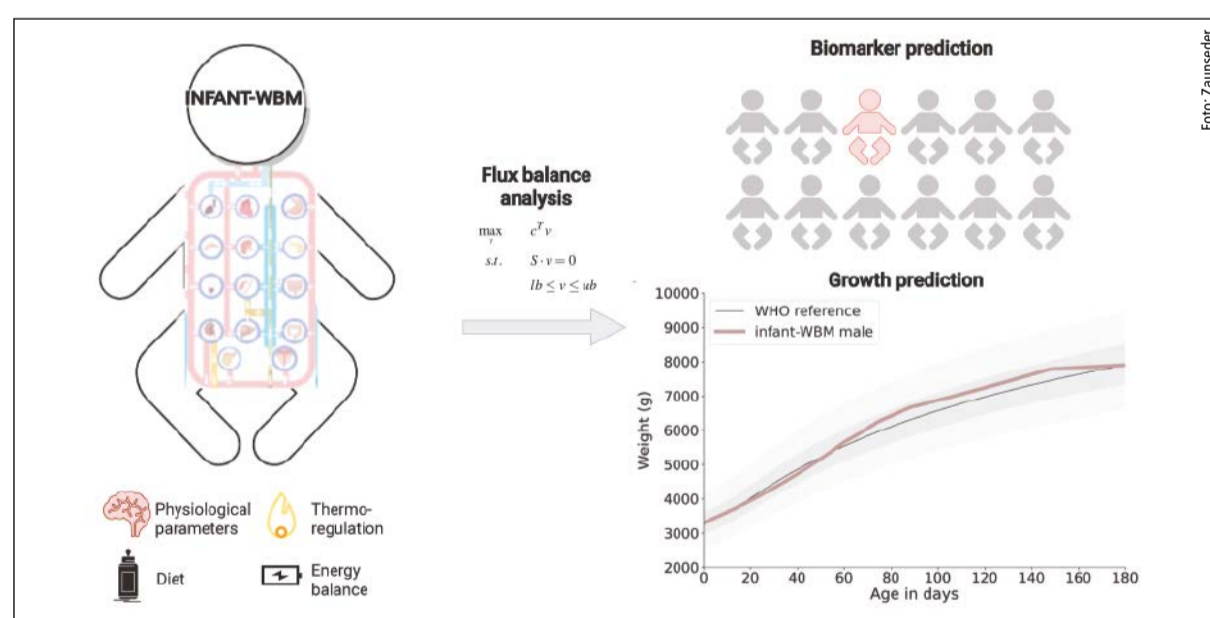 INFANT-WBM
Physiological
parameters
Thermo-
regulation
Diet
Energy
balance
Flux balance
analysis
max c^T v
v
s.t. S · v = 0
lb ≤ v ≤ ub
Biomarker prediction
Growth prediction
WHO reference
infant-WBM male
Weight (g)
10000
9000
8000
7000
6000
5000
4000
3000
2000
0 20 40 60 80 100 120 140 160 180
Age in days
Foto: Zaunseder